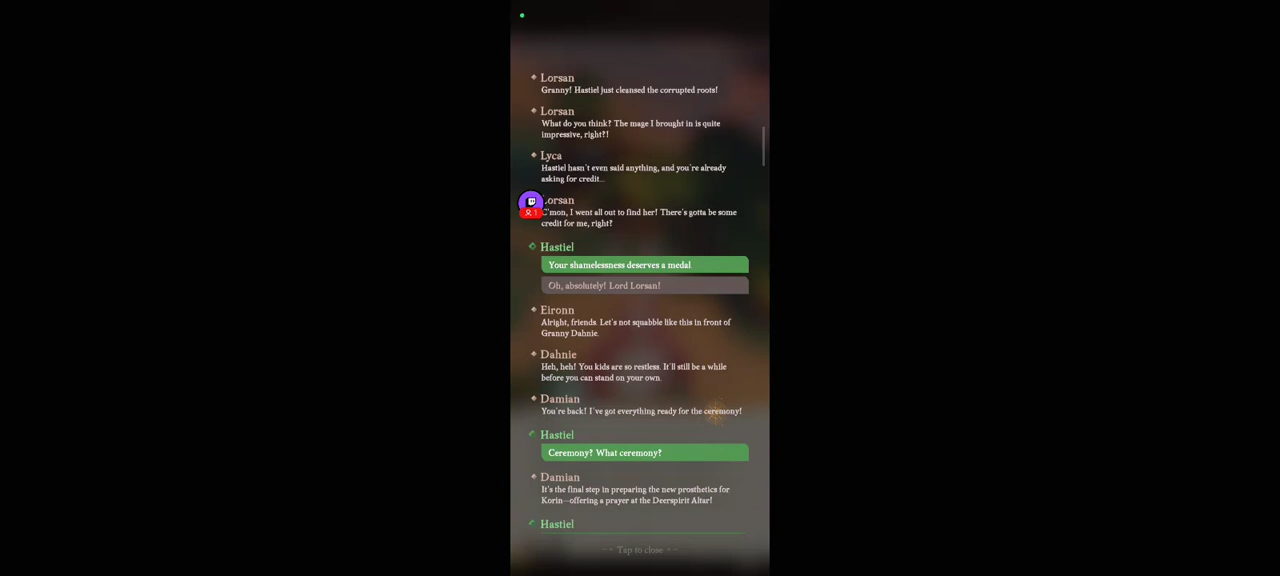 Lorsan
Granny! Hastiel just cleansed the corrupted roots!
Lorsan
What do you think? The mage I brought in is quite
impressive, right?!
Lyca
Hastiel hasn't even said anything, and you're already
asking for credit...
Lorsan
C'mon, I went all out to find her! There's gotta be some
credit for me, right?
1
Hastiel
Your shamelessness deserves a medal
Oh, absolutely! Lord Lorsan!
Eironn
Alright, friends. Let's not squabble like this in front of
Granny Dahnie.
Dahnie
Heh, heh! You kids are so restless. It'll still be a while
before you can stand on your own.
Damian
You're back! I've got everything ready for the ceremony!
Hastiel
Ceremony? What ceremony?
Damian
It's the final step in preparing the new prosthetics for
Korin—offering a prayer at the Deerspirit Altar!
Hastiel
Tap to close